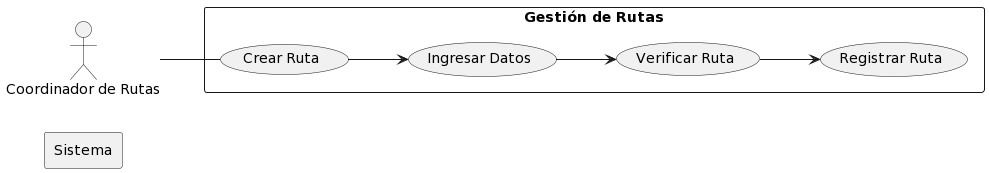 Gestión de Rutas
Crear Ruta
Ingresar Datos
Verificar Ruta
Registrar Ruta
Coordinador de Rutas
Sistema